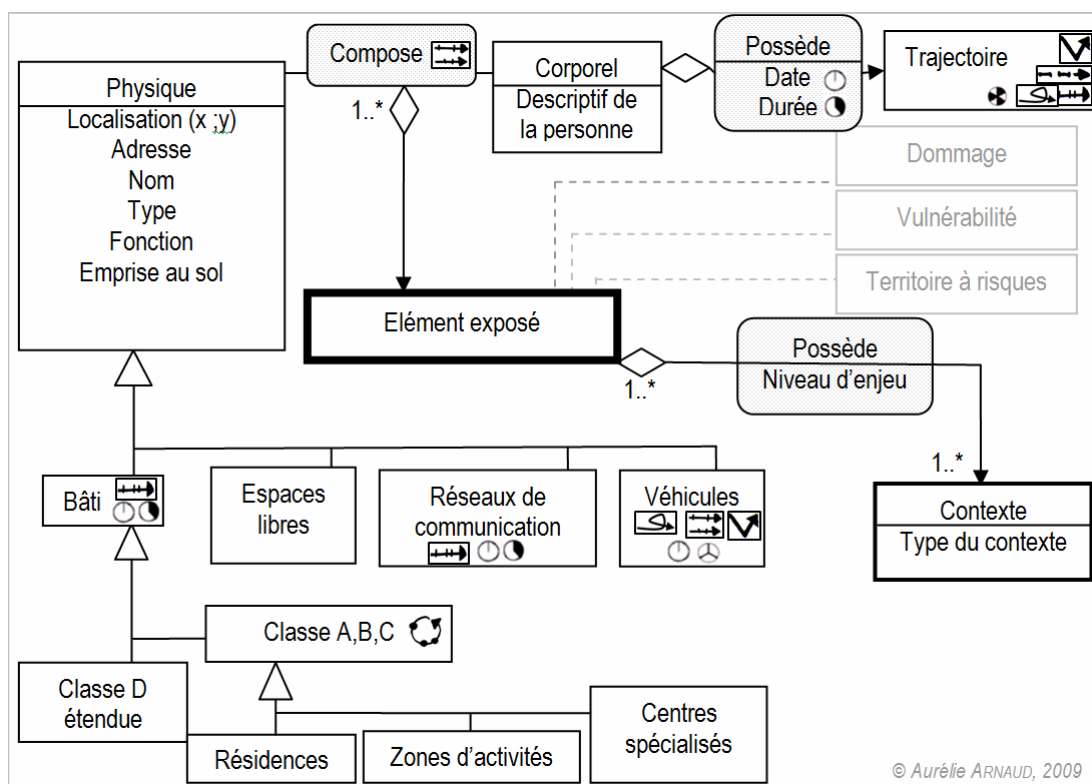 Physique
Localisation (x ;y)
Adresse
Nom
Type
Fonction
Emprise au sol
Compose
1..*
Corporel
Descriptif de
la personne
Possède
Date
Durée
Trajectoire
Dommage
Vulnérabilité
Territoire à risques
Elément exposé
1..*
Possède
Niveau d’enjeu
1..*
Contexte
Type du contexte
Bâti
Espaces
libres
Réseaux de
communication
Véhicules
Classe A,B,C
Classe D
étendue
Résidences
Zones d’activités
Centres
spécialisés
© Aurélie ARNAUD, 2009